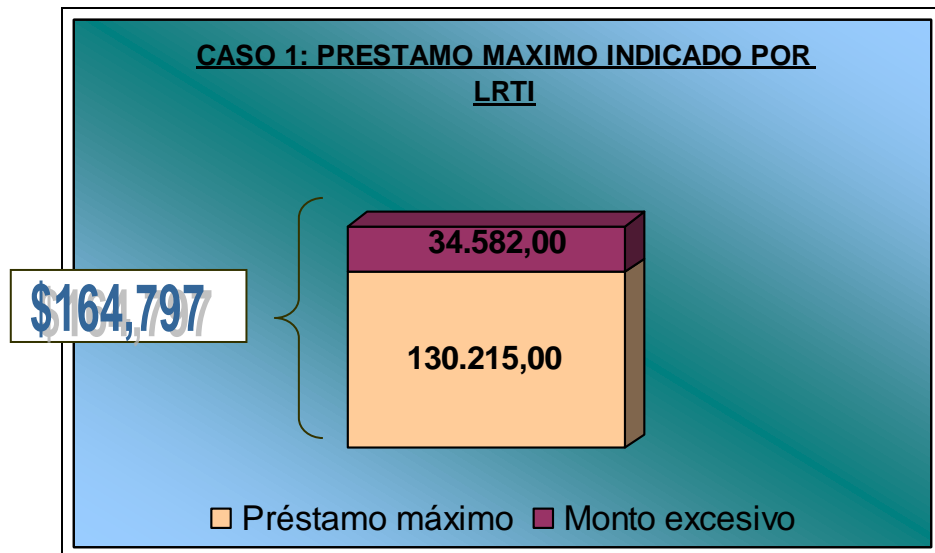 CASO 1: PRESTAMO MAXIMO INDICADO POR
LRTI
34.582,00
$164,797
130.215,00
Préstamo máximo
Monto excesivo